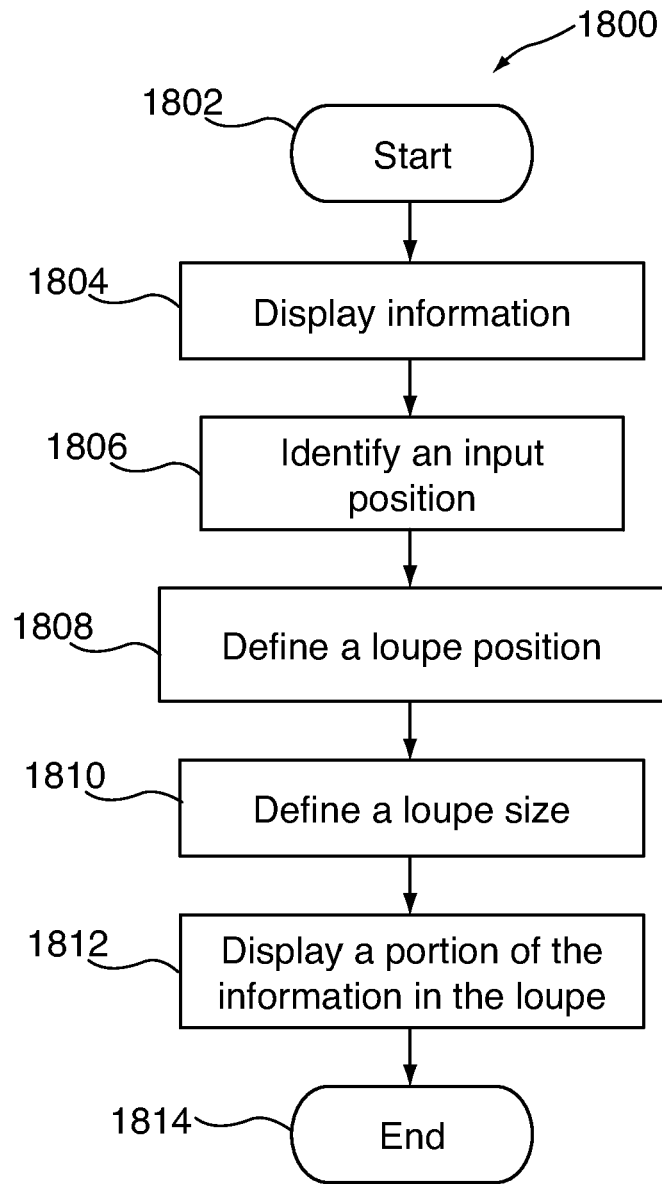 1800
1802
Start
1804
Display information
1806
Identify an input
position
1808
Define a loupe position
1810
Define a loupe size
1812
Display a portion of the
information in the loupe
1814
End